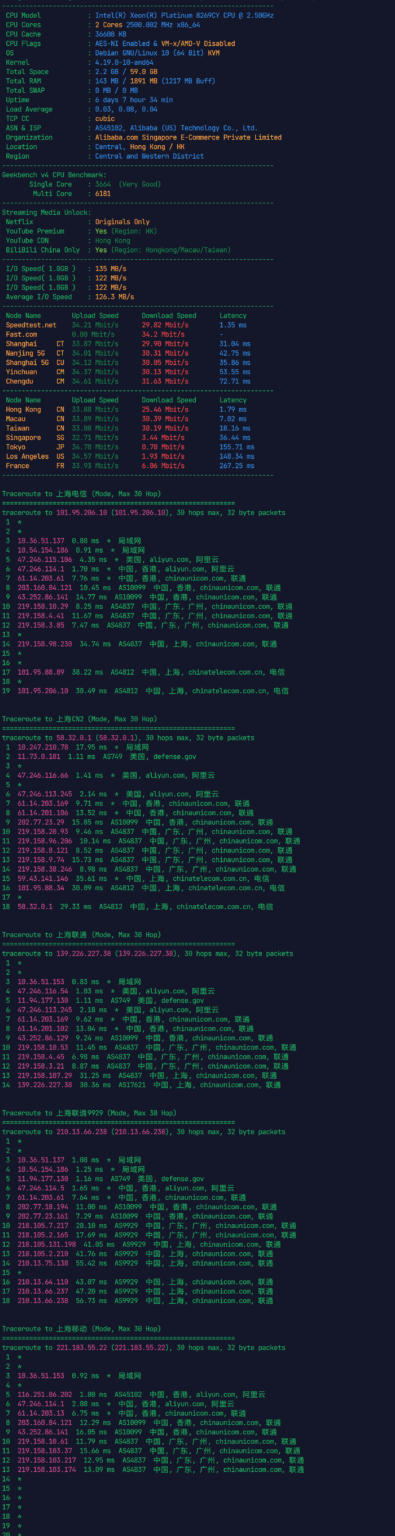 CPU Model : Intel(R) Xeon(R) Platinum 8269CY CPU @ 2.50GHz
CPU Cores : 2 Cores 2500.002 MHz x86_64
CPU Cache : 36608 KB
CPU Flags : AES-NI Enabled & VM-x/AMD-V Disabled
OS : Debian GNU/Linux 10 (64 Bit) KVM
Kernel : 4.19.0-10-amd64
Total Space : 2.2 GB / 59.0 GB
Total RAM : 143 MB / 1891 MB (1217 MB Buff)
Total SWAP : 0 MB / 0 MB
Uptime : 6 days 7 hour 34 min
Load Average : 0.03, 0.08, 0.04
TCP CC : cubic
ASN & ISP : AS45102, Alibaba (US) Technology Co., Ltd.
Organization : Alibaba.com Singapore E-Commerce Private Limited
Location : Central, Hong Kong / HK
Region : Central and Western District
Geekbench v4 CPU Benchmark:
Single Core : 3664 (Very Good)
Multi Core : 6181
Streaming Media Unlock:
Netflix : Originals Only
YouTube Premium : Yes (Region: HK)
YouTube CDN : Hong Kong
BiliBili China Only : Yes (Region: Hongkong/Macau/Taiwan)
I/O Speed( 1.0GB ) : 135 MB/s
I/O Speed( 1.0GB ) : 122 MB/s
I/O Speed( 1.0GB ) : 122 MB/s
Average I/O Speed : 126.3 MB/s
Node Name Upload Speed Download Speed Latency
Speedtest.net 34.21 Mbit/s 29.82 Mbit/s 1.35 ms
Fast.com 0.00 Mbit/s 34.2 Mbit/s -
Shanghai CT 33.87 Mbit/s 29.90 Mbit/s 31.04 ms
Nanjing 5G CT 34.01 Mbit/s 30.31 Mbit/s 42.75 ms
Shanghai 5G CU 34.12 Mbit/s 30.05 Mbit/s 35.86 ms
Yinchuan CM 34.37 Mbit/s 30.13 Mbit/s 53.55 ms
Chengdu CM 34.61 Mbit/s 31.63 Mbit/s 72.71 ms
Node Name Upload Speed Download Speed Latency
Hong Kong CN 33.88 Mbit/s 25.46 Mbit/s 1.79 ms
Macau CN 33.89 Mbit/s 30.39 Mbit/s 7.02 ms
Taiwan CN 33.88 Mbit/s 30.19 Mbit/s 18.16 ms
Singapore SG 32.71 Mbit/s 3.44 Mbit/s 36.44 ms
Tokyo JP 34.78 Mbit/s 0.70 Mbit/s 155.71 ms
Los Angeles US 34.57 Mbit/s 1.93 Mbit/s 148.34 ms
France FR 33.93 Mbit/s 6.06 Mbit/s 267.25 ms
Traceroute to 上海电信 (Mode, Max 30 Hop)
============================================================
traceroute to 101.95.206.10 (101.95.206.10), 30 hops max, 32 byte packets
1 *
2 *
3 10.36.51.137 0.88 ms * 局域网
4 10.54.154.186 0.91 ms * 局域网
5 47.246.115.186 4.35 ms * 美国, aliyun.com, 阿里云
6 47.246.114.1 1.70 ms * 中国, 香港, aliyun.com, 阿里云
7 61.14.203.61 7.76 ms * 中国, 香港, chinaunicom.com, 联通
8 203.160.84.121 10.45 ms AS10099 中国, 香港, chinaunicom.com, 联通
9 43.252.86.141 14.77 ms AS10099 中国, 香港, chinaunicom.com, 联通
10 219.158.10.29 8.25 ms AS4837 中国, 广东, 广州, chinaunicom.com, 联通
11 219.158.4.41 11.67 ms AS4837 中国, 广东, 广州, chinaunicom.com, 联通
12 219.158.3.85 7.47 ms AS4837 中国, 广东, 广州, chinaunicom.com, 联通
13 *
14 219.158.98.230 34.74 ms AS4837 中国, 上海, chinaunicom.com, 联通
15 *
16 *
17 101.95.88.89 38.22 ms AS4812 中国, 上海, chinatelecom.com.cn, 电信
18 *
19 101.95.206.10 30.49 ms AS4812 中国, 上海, chinatelecom.com.cn, 电信
Traceroute to 上海CN2 (Mode, Max 30 Hop)
============================================================
traceroute to 58.32.0.1 (58.32.0.1), 30 hops max, 32 byte packets
1 10.247.210.78 17.95 ms * 局域网
2 11.73.0.181 1.11 ms AS749 美国, defense.gov
3 *
4 47.246.116.66 1.41 ms * 美国, aliyun.com, 阿里云
5 *
6 47.246.113.245 2.14 ms * 美国, aliyun.com, 阿里云
7 61.14.203.169 9.71 ms * 中国, 香港, chinaunicom.com, 联通
8 61.14.201.106 13.52 ms * 中国, 香港, chinaunicom.com, 联通
9 202.77.23.29 15.05 ms AS10099 中国, 香港, chinaunicom.com, 联通
10 219.158.20.93 9.46 ms AS4837 中国, 广东, 广州, chinaunicom.com, 联通
11 219.158.96.206 10.14 ms AS4837 中国, 广东, 广州, chinaunicom.com, 联通
12 219.158.8.121 8.52 ms AS4837 中国, 广东, 广州, chinaunicom.com, 联通
13 219.158.9.74 15.73 ms AS4837 中国, 广东, 广州, chinaunicom.com, 联通
14 219.158.38.246 8.98 ms AS4837 中国, 广东, 广州, chinaunicom.com, 联通
15 59.43.141.146 35.61 ms * 中国, 上海, chinatelecom.com.cn, 电信
16 101.95.88.34 30.09 ms AS4812 中国, 上海, chinatelecom.com.cn, 电信
17 *
18 58.32.0.1 29.33 ms AS4812 中国, 上海, chinatelecom.com.cn, 电信
Traceroute to 上海联通 (Mode, Max 30 Hop)
============================================================
traceroute to 139.226.227.38 (139.226.227.38), 30 hops max, 32 byte packets
1 *
2 *
3 10.36.51.153 0.83 ms * 局域网
4 47.246.116.54 1.03 ms * 美国, aliyun.com, 阿里云
5 11.94.177.130 1.11 ms AS749 美国, defense.gov
6 47.246.113.245 2.18 ms * 美国, aliyun.com, 阿里云
7 61.14.203.169 9.62 ms * 中国, 香港, chinaunicom.com, 联通
8 61.14.201.102 13.04 ms * 中国, 香港, chinaunicom.com, 联通
9 43.252.86.129 9.24 ms AS10099 中国, 香港, chinaunicom.com, 联通
10 219.158.10.53 11.45 ms AS4837 中国, 广东, 广州, chinaunicom.com, 联通
11 219.158.4.45 6.98 ms AS4837 中国, 广东, 广州, chinaunicom.com, 联通
12 219.158.3.21 8.87 ms AS4837 中国, 广东, 广州, chinaunicom.com, 联通
13 219.158.107.29 31.25 ms AS4837 中国, 上海, chinaunicom.com, 联通
14 139.226.227.38 30.36 ms AS17621 中国, 上海, chinaunicom.com, 联通
Traceroute to 上海联通9929 (Mode, Max 30 Hop)
============================================================
traceroute to 210.13.66.238 (210.13.66.238), 30 hops max, 32 byte packets
1 *
2 *
3 10.36.51.137 1.08 ms * 局域网
4 10.54.154.186 1.25 ms * 局域网
5 11.94.177.130 1.16 ms AS749 美国, defense.gov
6 47.246.114.5 1.65 ms * 中国, 香港, aliyun.com, 阿里云
7 61.14.203.61 7.64 ms * 中国, 香港, chinaunicom.com, 联通
8 202.77.18.194 11.00 ms AS10099 中国, 香港, chinaunicom.com, 联通
9 202.77.23.161 7.29 ms AS10099 中国, 香港, chinaunicom.com, 联通
10 218.105.7.217 20.10 ms AS9929 中国, 广东, 广州, chinaunicom.com, 联通
11 218.105.2.165 17.69 ms AS9929 中国, 广东, 广州, chinaunicom.com, 联通
12 218.105.131.198 41.05 ms AS9929 中国, 上海, chinaunicom.com, 联通
13 218.105.2.210 41.76 ms AS9929 中国, 上海, chinaunicom.com, 联通
14 210.13.75.138 55.42 ms AS9929 中国, 上海, chinaunicom.com, 联通
15 *
16 210.13.64.110 43.07 ms AS9929 中国, 上海, chinaunicom.com, 联通
17 210.13.66.237 47.20 ms AS9929 中国, 上海, chinaunicom.com, 联通
18 210.13.66.238 56.73 ms AS9929 中国, 上海, chinaunicom.com, 联通
Traceroute to 上海移动 (Mode, Max 30 Hop)
============================================================
traceroute to 221.183.55.22 (221.183.55.22), 30 hops max, 32 byte packets
1 *
2 *
3 10.36.51.153 0.92 ms * 局域网
4 *
5 116.251.86.202 1.80 ms AS45102 中国, 香港, aliyun.com, 阿里云
6 47.246.114.1 2.08 ms * 中国, 香港, aliyun.com, 阿里云
7 61.14.203.13 6.75 ms * 中国, 香港, chinaunicom.com, 联通
8 203.160.84.121 12.29 ms AS10099 中国, 香港, chinaunicom.com, 联通
9 43.252.86.141 16.05 ms AS10099 中国, 香港, chinaunicom.com, 联通
10 219.158.10.61 11.79 ms AS4837 中国, 广东, 广州, chinaunicom.com, 联通
11 219.158.103.37 15.66 ms AS4837 中国, 广东, 广州, chinaunicom.com, 联通
12 219.158.103.217 12.95 ms AS4837 中国, 广东, 广州, chinaunicom.com, 联通
13 219.158.103.174 13.09 ms AS4837 中国, 广东, 广州, chinaunicom.com, 联通
14 *
15 *
16 *
17 *
18 *
19 *
20 *